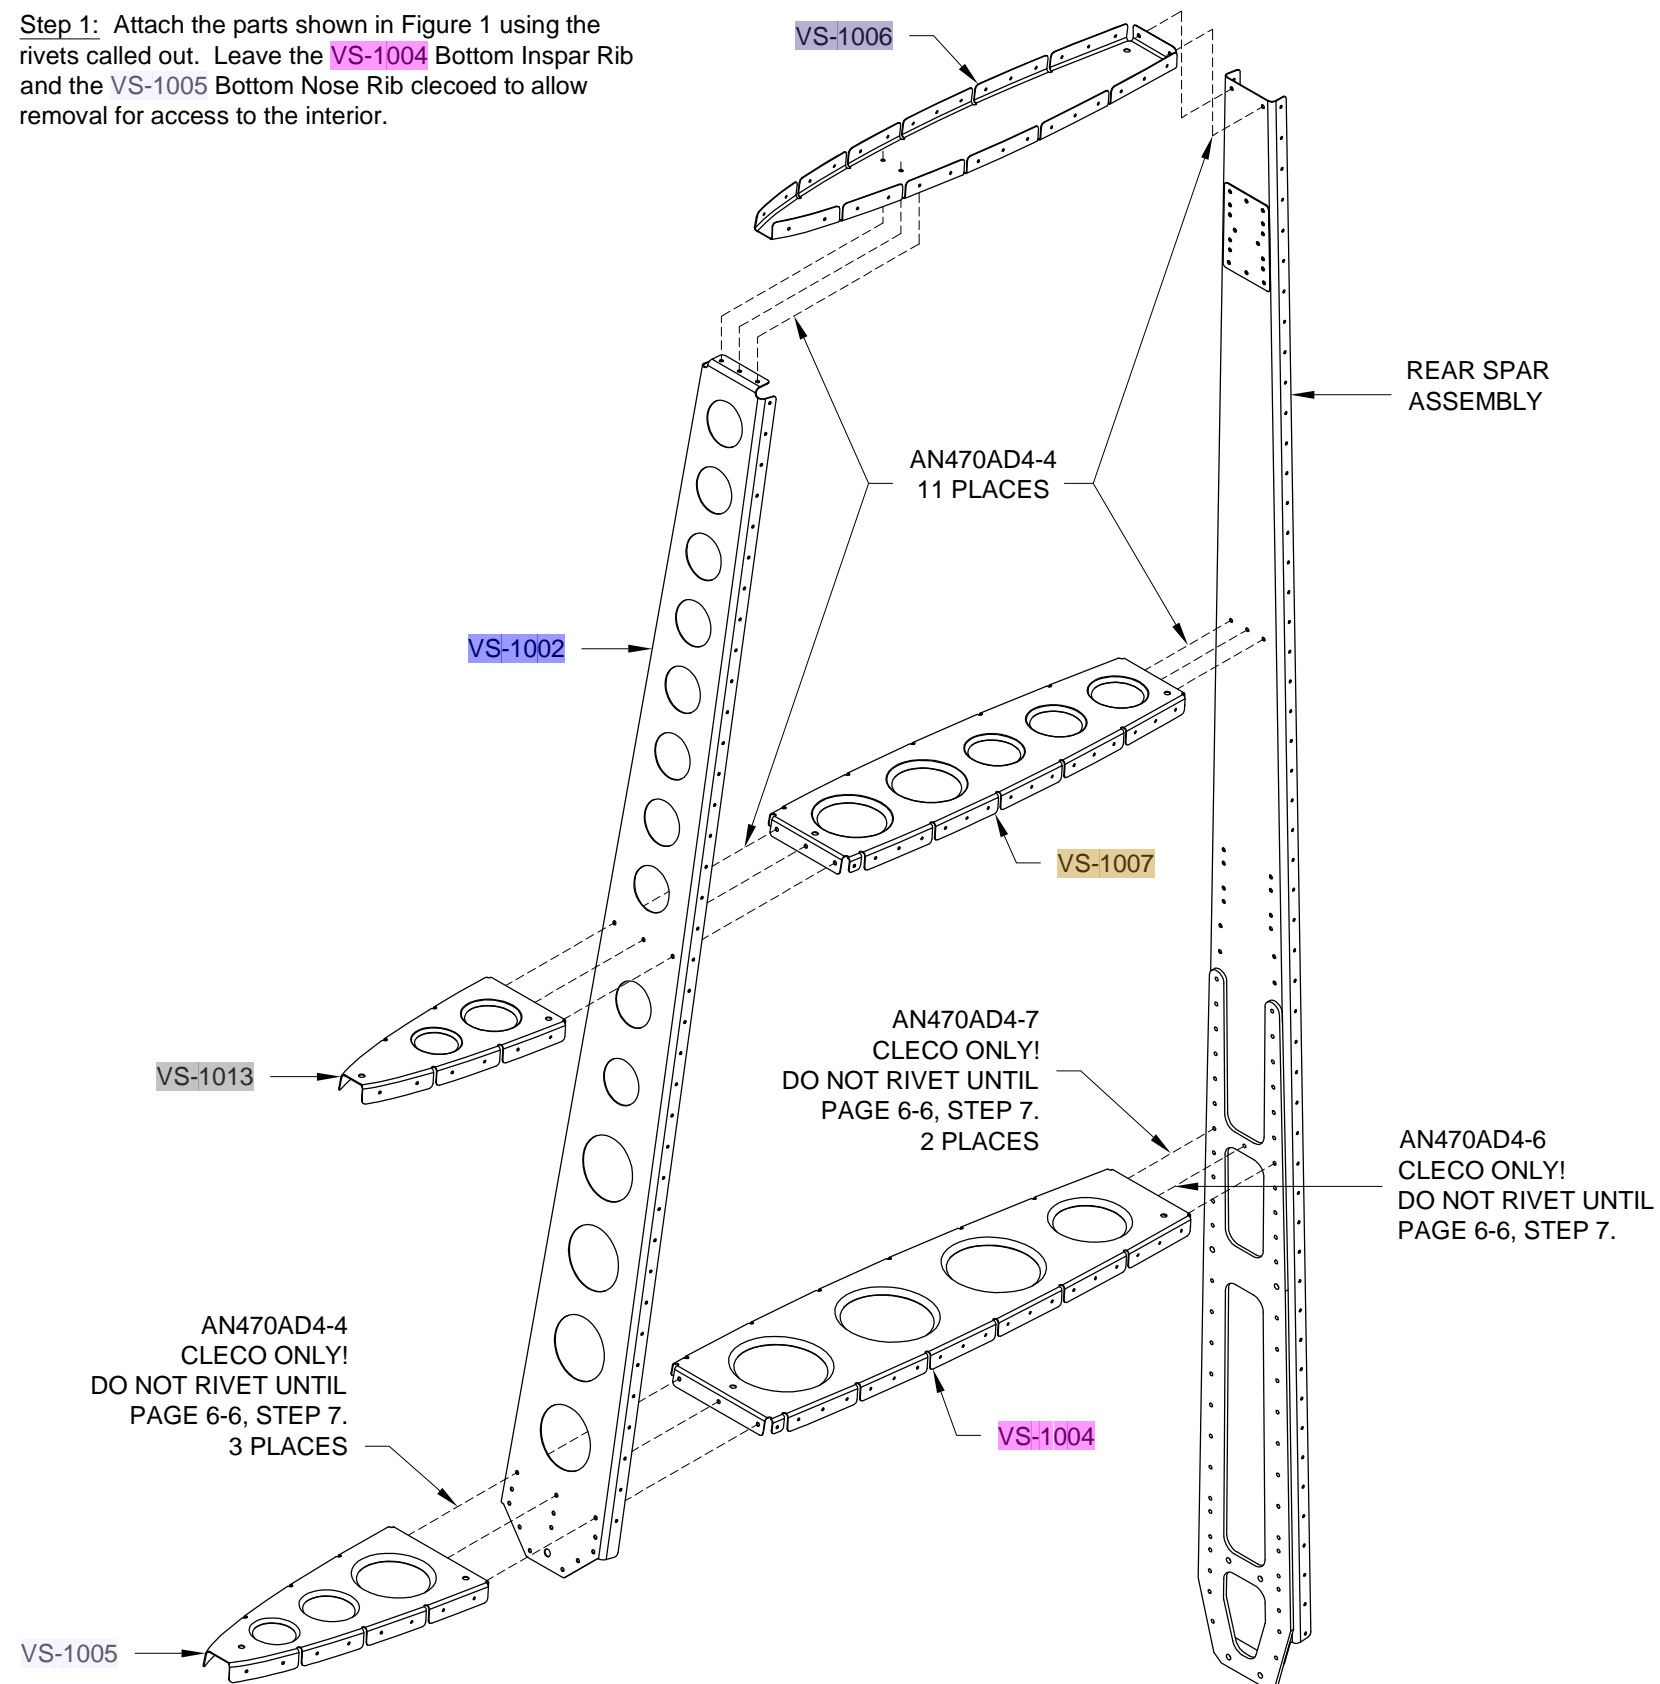 Step 1: Attach the parts shown in Figure 1 using the
rivets called out. Leave the VS-1004 Bottom Inspar Rib
and the VS-1005 Bottom Nose Rib clecoed to allow
removal for access to the interior.
VS-1006
REAR SPAR
ASSEMBLY
AN470AD4-4
11 PLACES
VS-1002
VS-1007
VS-1013
AN470AD4-7
CLECO ONLY!
DO NOT RIVET UNTIL
PAGE 6-6, STEP 7.
2 PLACES
AN470AD4-6
CLECO ONLY!
DO NOT RIVET UNTIL
PAGE 6-6, STEP 7.
AN470AD4-4
CLECO ONLY!
DO NOT RIVET UNTIL
PAGE 6-6, STEP 7.
3 PLACES
VS-1004
VS-1005